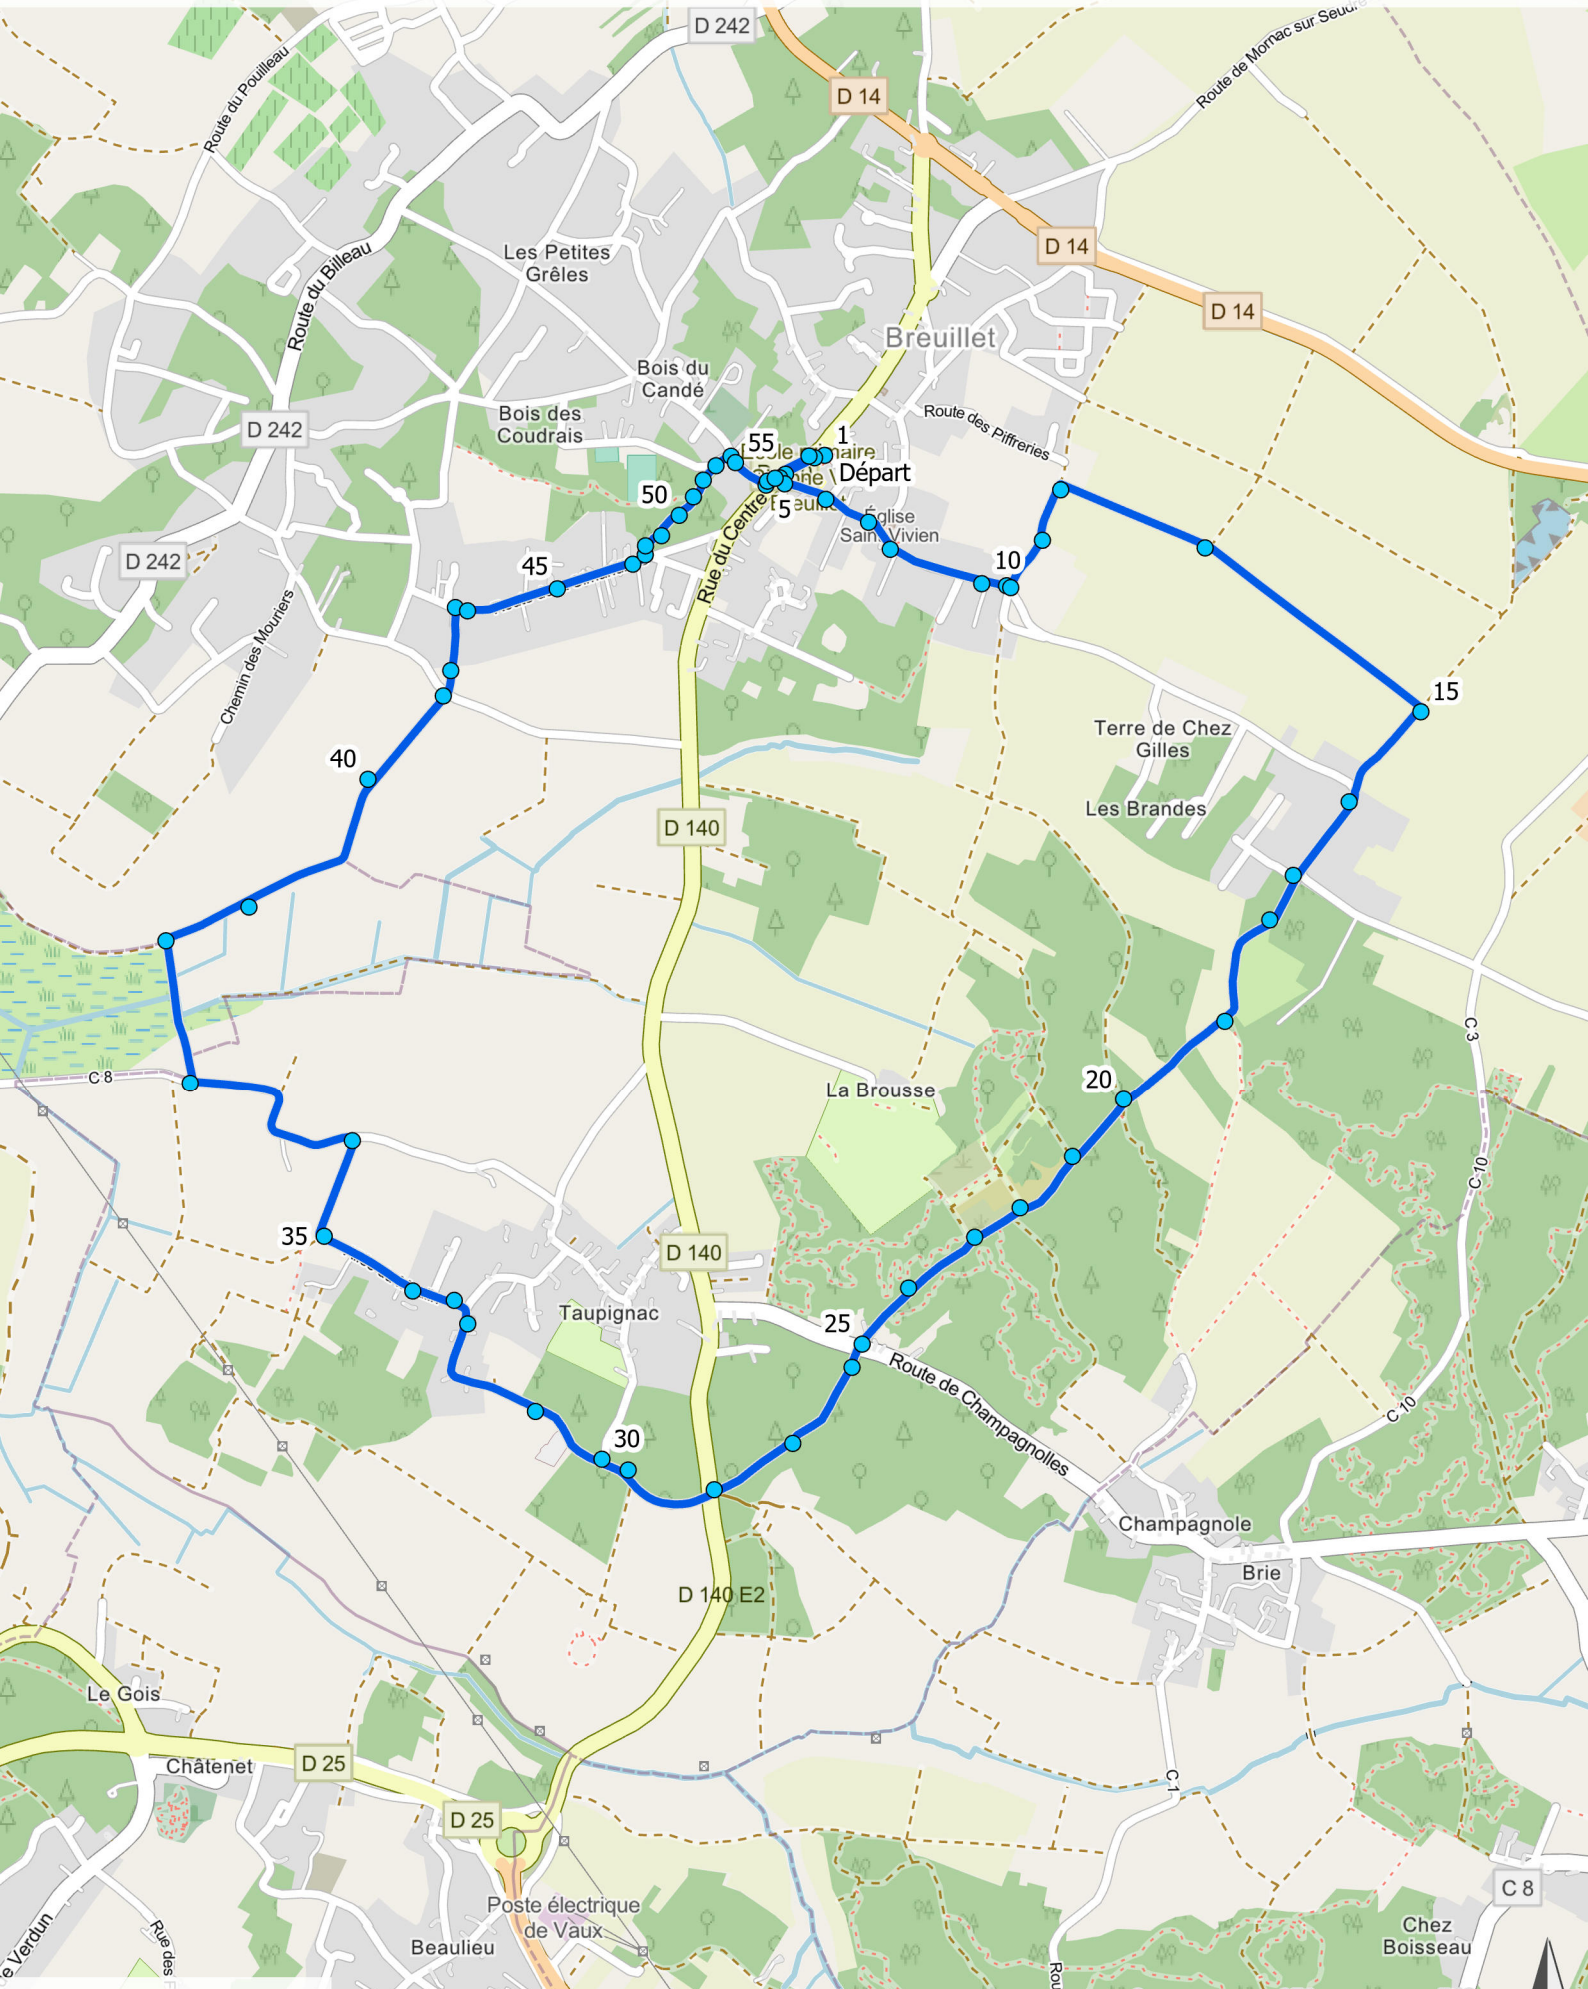 D 242
D 14
Route de Mornac sur Seudre
Route du Pouilleau
Route du Billeau
Les Petites
Grêles
D 14
D 14
Breuillet
Bois du
Candé
Bois des
Coudrais
Route des Piffreries
D 242
55
1
Départ
50
5
Église
Saint Vivien
10
D 242
45
Rue du Centre
Chemin des Mouriers
15
Terre de Chez
Gilles
40
Les Brandes
D 140
C 3
C 8
La Brousse
20
C 10
35
D 140
Taupignac
25
Route de Champagnolles
C 10
30
Champagnole
Brie
D 140 E2
Le Gois
Châtenet
D 25
C 1
D 25
Poste électrique
de Vaux
C 8
Beaulieu
Chez
Boisseau
Verdun
Rue des
Rou